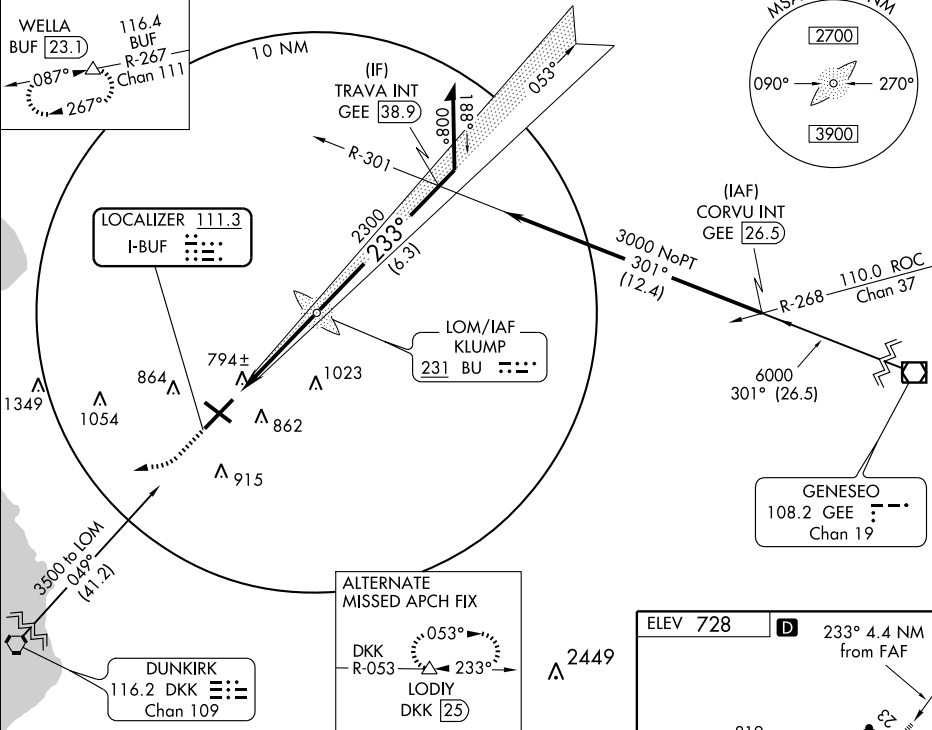 WELLA
BUF 23.1
116.4
BUF
R-267
Chan 111
087°
267°
10 NM
(IF)
TRAVA INT
GEE 38.9
R-301
008°
188°
053°
MSA
NM
2700
090°
270°
3900
LOCALIZER 111.3
I-BUF
2300
233°
(6.3)
(IAF)
CORVU INT
GEE 26.5
3000 NoPT
301°
(12.4)
R-268
110.0 ROC
Chan 37
LOM/IAF
KLUMP
231 BU
6000
301° (26.5)
794±
864
1023
1349
1054
862
915
GENESEO
108.2 GEE
Chan 19
3500 to LOM
049°
(41.2)
DUNKIRK
116.2 DKK
Chan 109
ALTERNATE
MISSED APCH FIX
053°
DKK
R-053
233°
LODIY
DKK 25
2449
ELEV 728
D
233° 4.4 NM
from FAF
23